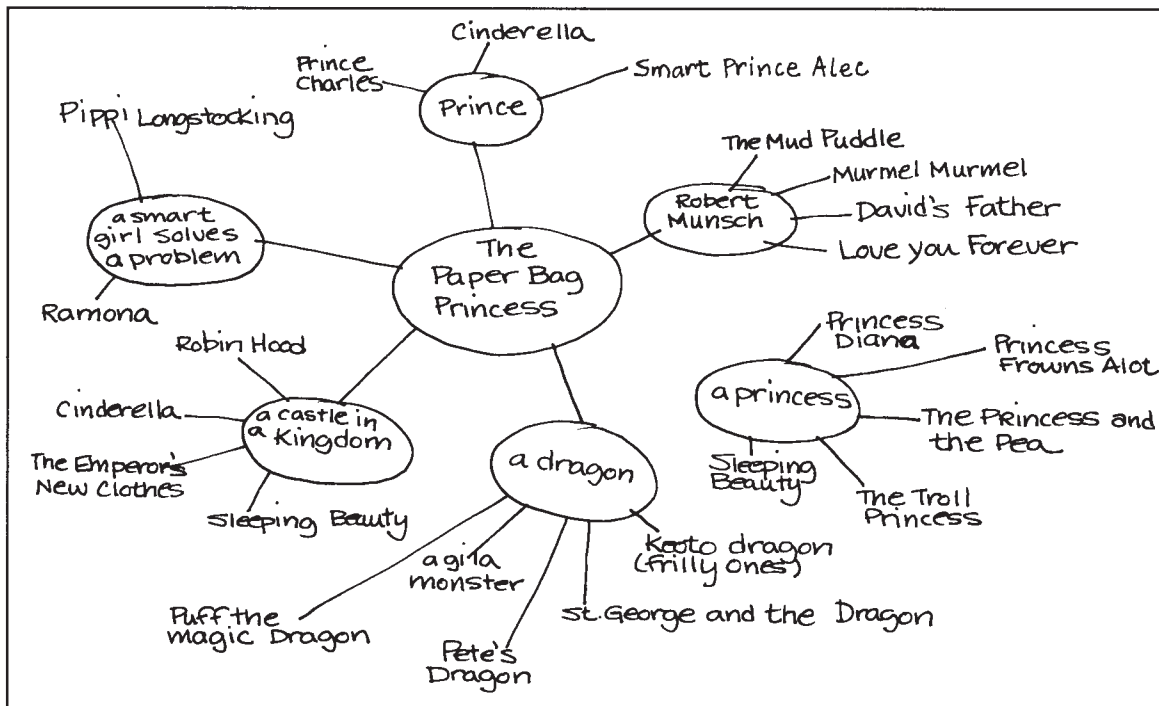 Cinderella
Prince
Charles
Smart Prince Alec
Prince
Pippi Longstocking
The Mud Puddle
Murmel Murmel
Robert
Munsch
David's Father
Love you Forever
a smart
girl solves
a problem
Ramona
The
Paper Bag
Princess
Robin Hood
Cinderella
a castle in
a Kingdom
The Emperor's
New Clothes
Sleeping Beauty
Princess
Diana
Princess
Frowns Alot
a princess
The Princess and
the Pea
Sleeping
Beauty
The Troll
Princess
a dragon
Puff the
magic Dragon
a gila
monster
Pete's
Dragon
St. George and the Dragon
dragon
(frilly ones)